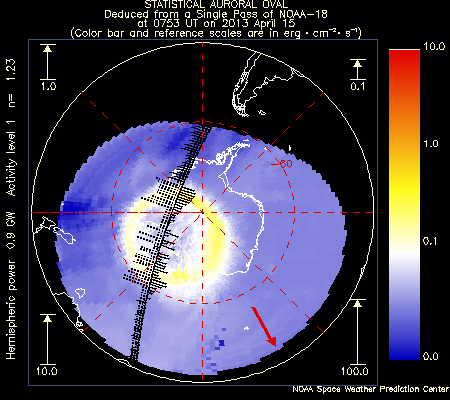 STATISTICAL AURORAL OVAL
Deduced from a Single Pass of NOAA-18
at 0753 UT on 2013 April 15
(Color bar and reference scales are in erg · cm⁻² · s⁻¹)
Hemispheric power 0.9 GW Activity level 1 n= 1.23
1.0
0.1
10.0
100.0
-60
10.0
1.0
0.1
0.0
NOAA Space Weather Prediction Center